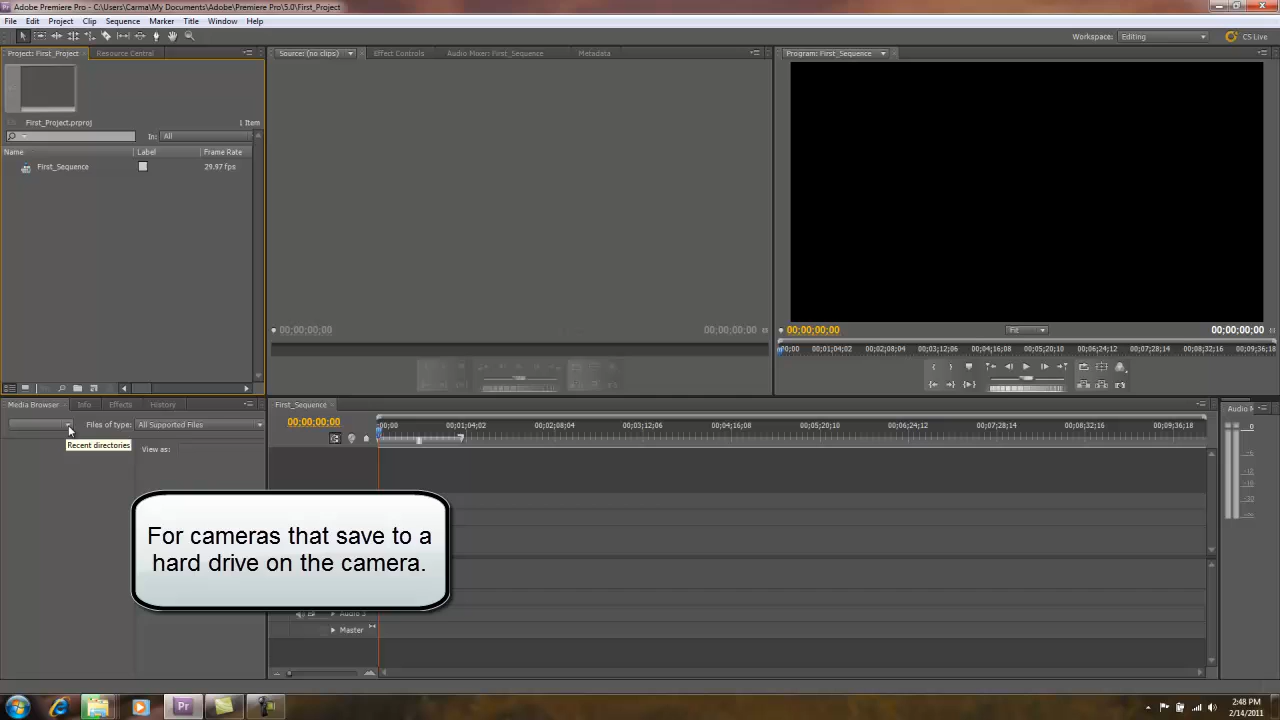 Adobe Premiere Pro - C:\Users\Carma\My Documents\Adobe\Premiere Pro\5.0\First_Project
File Edit Project Clip Sequence Marker Title Window Help
Workspace: Editing CS Live
Project: First_Project Resource Central
Source: (no clips) Effect Controls Audio Mixer: First_Sequence Metadata
Program: First_Sequence
First_Project.prproj 1 Item
In: All
Name Label Frame Rate
First_Sequence 29.97 fps
00;00;00;00 00;00;00;00
00;00;00;00 Fit 00;00;00;00
00;00 00;01;04;02 00;02;08;04 00;03;12;06 00;04;16;08 00;05;20;10 00;06;24;12 00;07;28;14 00;08;32;16 00;09;36;18
Media Browser Info Effects History
Files of type: All Supported Files
Recent directories
View as:
First_Sequence
00;00;00;00
00;00 00;01;04;02 00;02;08;04 00;03;12;06 00;04;16;08 00;05;20;10 00;06;24;12 00;07;28;14 00;08;32;16 00;09;36;18
Audio M
0
-6
-12
-18
-30
For cameras that save to a
hard drive on the camera.
Audio 3
Master
2:48 PM
2/14/2011